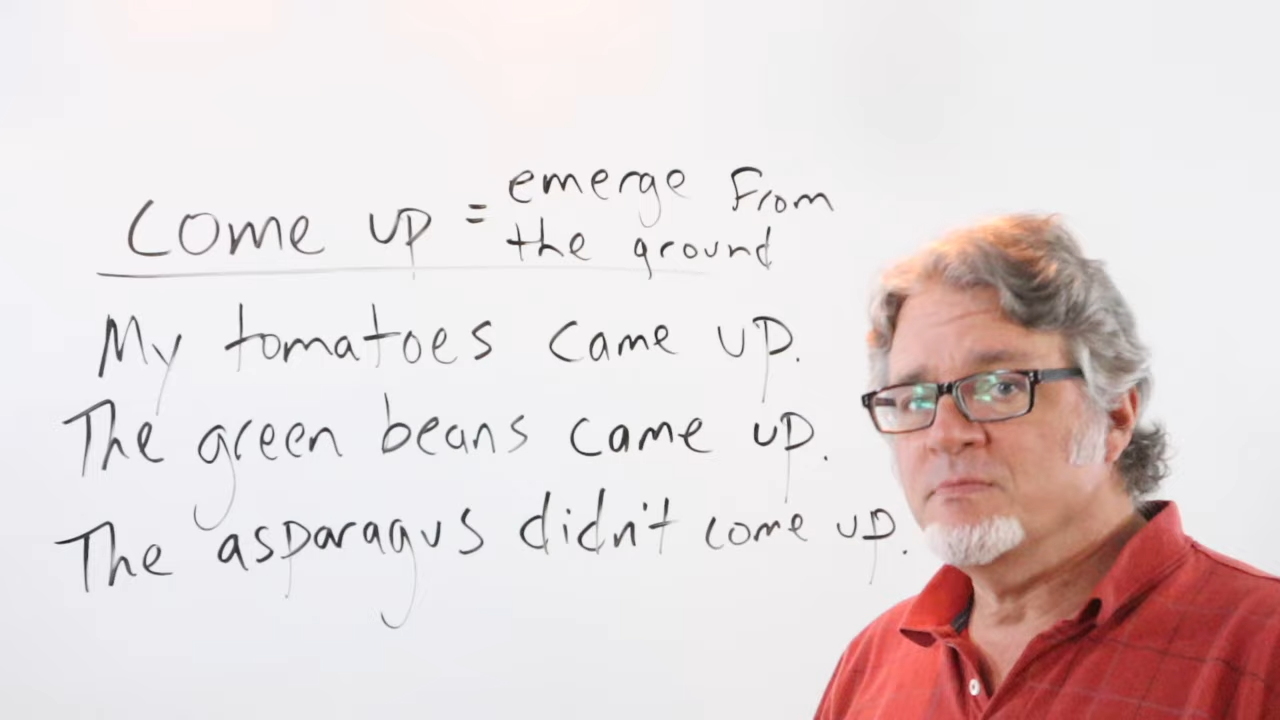 Come up = emerge from
the ground
My tomatoes came up.
The green beans came up.
The asparagus didn't come up.